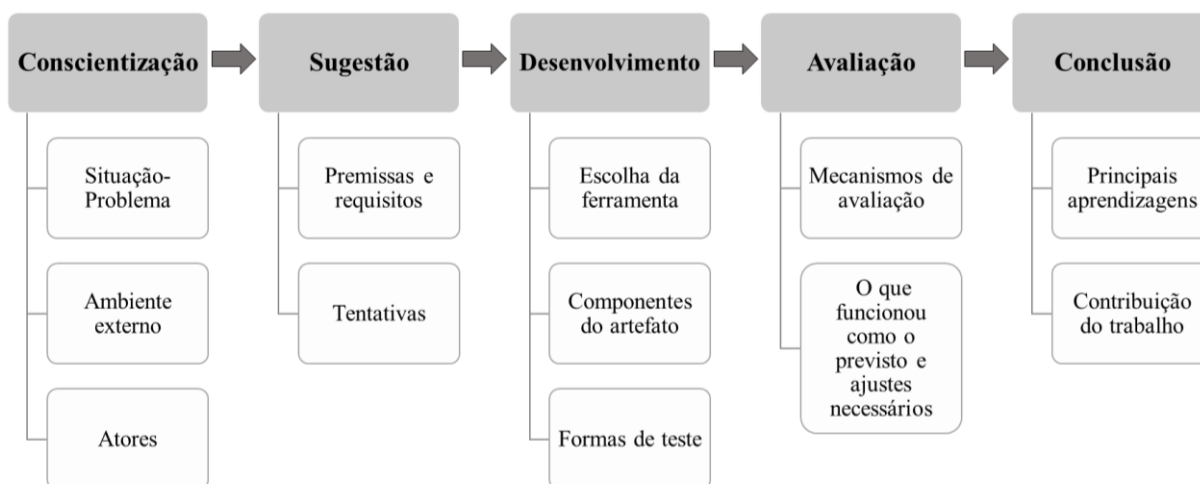 Conscientização
Sugestão
Desenvolvimento
Avaliação
Conclusão
Situação-
Problema
Ambiente
externo
Atores
Premissas e
requisitos
Tentativas
Escolha da
ferramenta
Componentes
do artefato
Formas de teste
Mecanismos de
avaliação
O que
funcionou
como o
previsto e
ajustes
necessários
Principais
aprendizagens
Contribuição
do trabalho